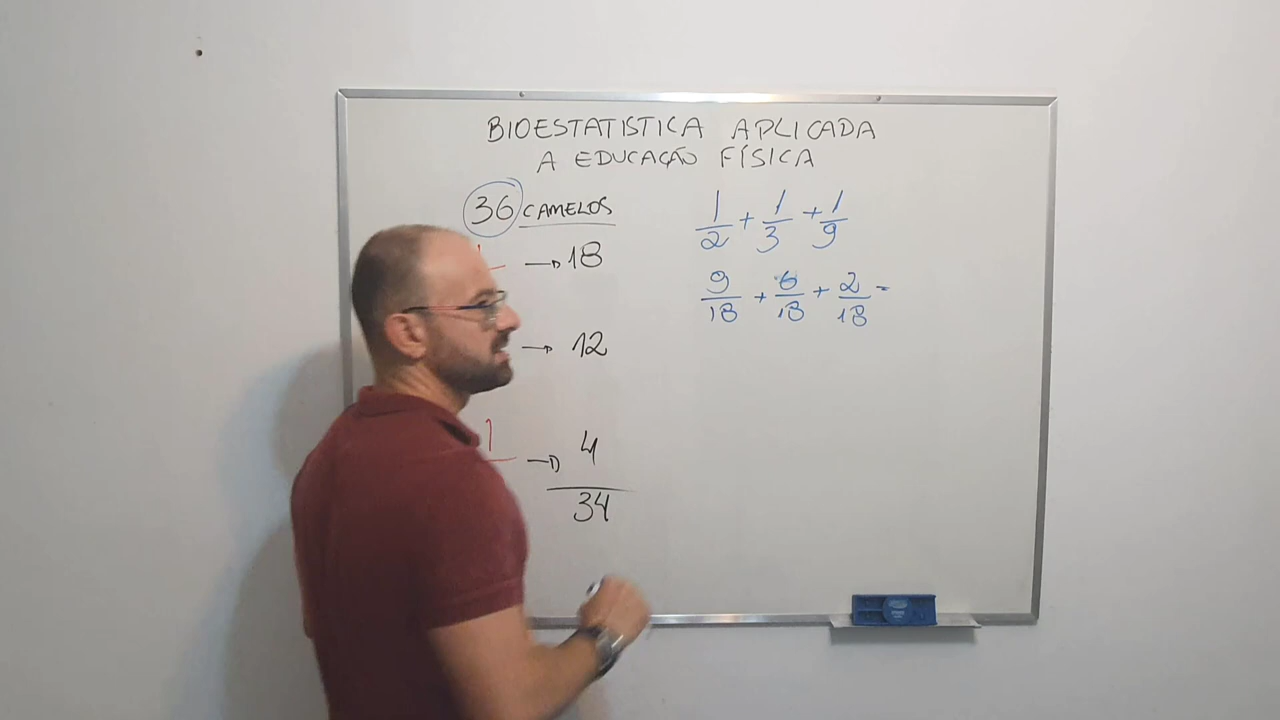 BIOESTATISTICA APLICADA
A EDUCAÇÃO FÍSICA
36 CAMELOS
→ 18
→ 12
1 → 4
34
1/2 + 1/3 + 1/9
9/18 + 6/18 + 2/18 =